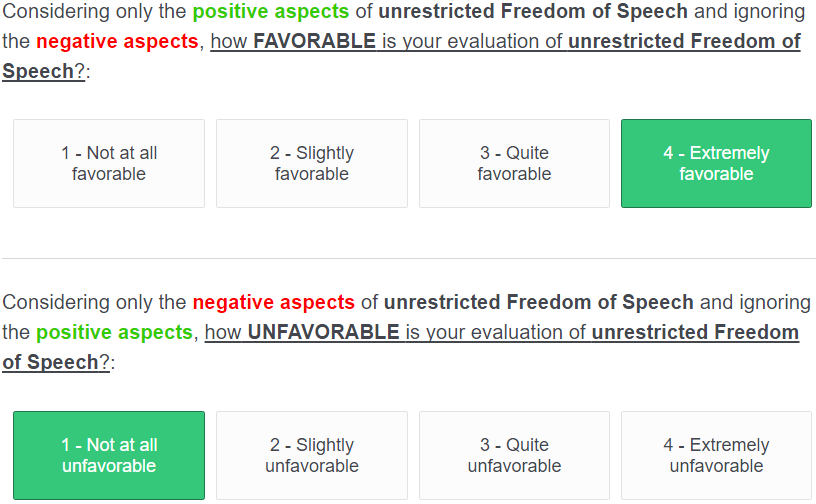 Considering only the positive aspects of unrestricted Freedom of Speech and ignoring
the negative aspects, how FAVORABLE is your evaluation of unrestricted Freedom of
Speech?:
1 - Not at all favorable
2 - Slightly favorable
3 - Quite favorable
4 - Extremely favorable
Considering only the negative aspects of unrestricted Freedom of Speech and ignoring
the positive aspects, how UNFAVORABLE is your evaluation of unrestricted Freedom
of Speech?:
1 - Not at all unfavorable
2 - Slightly unfavorable
3 - Quite unfavorable
4 - Extremely unfavorable